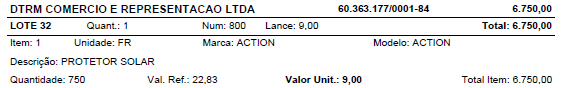 DTRM COMERCIO E REPRESENTACAO LTDA 60.363.177/0001-84 6.750,00
LOTE 32 Quant.: 1 Num: 800 Lance: 9,00 Total: 6.750,00
Item: 1 Unidade: FR Marca: ACTION Modelo: ACTION
Descrição: PROTETOR SOLAR
Quantidade: 750 Val. Ref.: 22,83 Valor Unit.: 9,00 Total Item: 6.750,00